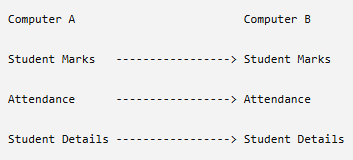 Computer A                         Computer B
Student Marks   -----------------> Student Marks
Attendance      -----------------> Attendance
Student Details -----------------> Student Details